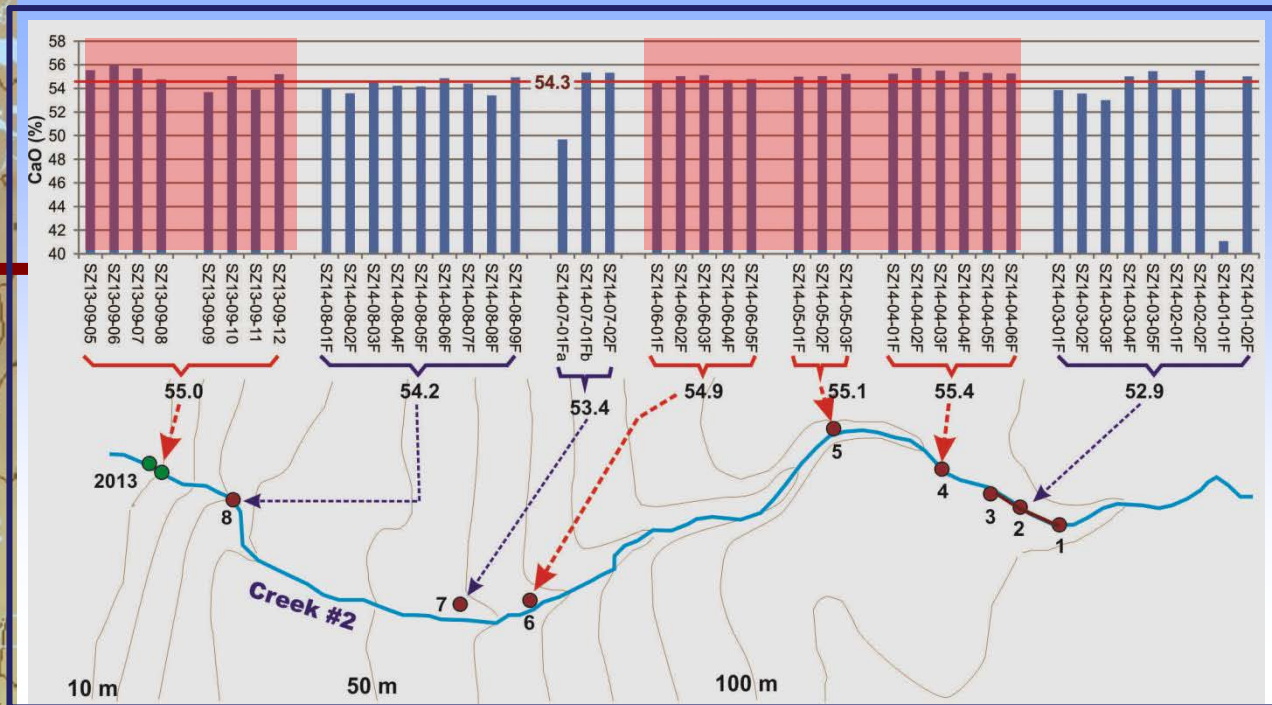 58
56
54
52
50
48
46
44
42
40
CaO (%)
54.3
SZ13-09-05
SZ13-09-06
SZ13-09-07
SZ13-09-08
SZ13-09-09
SZ13-09-10
SZ13-09-11
SZ13-09-12
SZ14-08-01F
SZ14-08-02F
SZ14-08-03F
SZ14-08-04F
SZ14-08-05F
SZ14-08-06F
SZ14-08-07F
SZ14-08-08F
SZ14-08-09F
SZ14-07-01Fa
SZ14-07-01Fb
SZ14-07-02F
SZ14-06-01F
SZ14-06-02F
SZ14-06-03F
SZ14-06-04F
SZ14-06-05F
SZ14-05-01F
SZ14-05-02F
SZ14-05-03F
SZ14-04-01F
SZ14-04-02F
SZ14-04-03F
SZ14-04-04F
SZ14-04-05F
SZ14-04-06F
SZ14-03-01F
SZ14-03-02F
SZ14-03-03F
SZ14-03-04F
SZ14-03-05F
SZ14-02-01F
SZ14-02-02F
SZ14-01-01F
SZ14-01-02F
55.0
54.2
53.4
54.9
55.1
55.4
52.9
2013
8
7
6
5
4
3
2
1
Creek #2
10 m
50 m
100 m